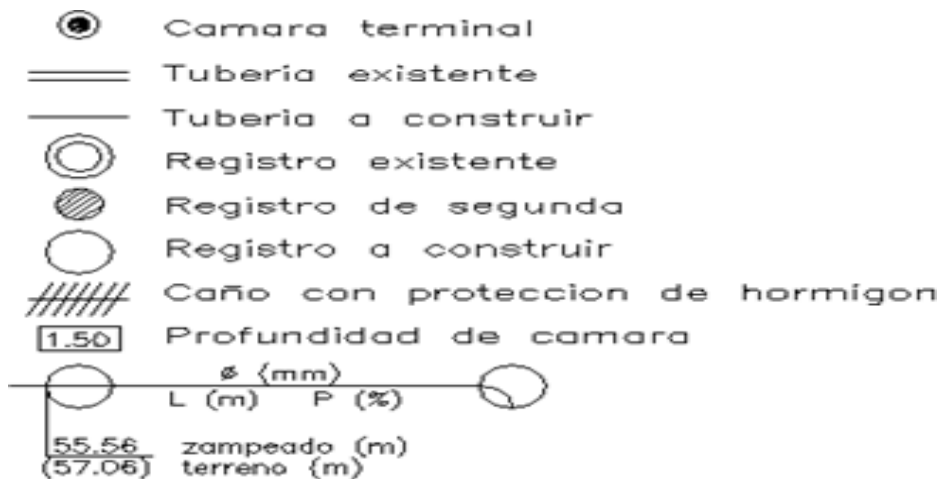 Camara terminal
Tuberia existente
Tuberia a construir
Registro existente
Registro de segunda
Registro a construir
Caño con proteccion de hormigon
1.50 Profundidad de camara
ø (mm)
L (m) P (%)
55.56 zampeado (m)
(57.06) terreno (m)